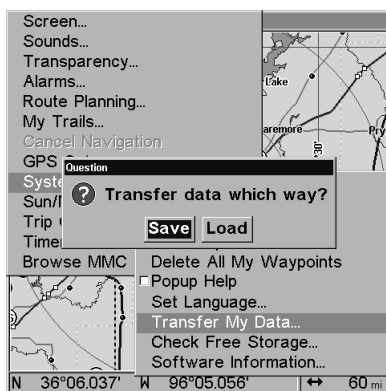 Screen...
Sounds...
Transparency...
Alarms...
Route Planning...
My Trails...
Cancel Navigation
GPS
Syste
Sun/
Trip
Time
Browse MMC
Lake
aremore
Pry
30'
Question
Transfer data which way?
Save Load
Delete All My Waypoints
Popup Help
Set Language...
Transfer My Data...
Check Free Storage...
Software Information...
N 36°06.037' W 96°05.056' ↔ 60 mi